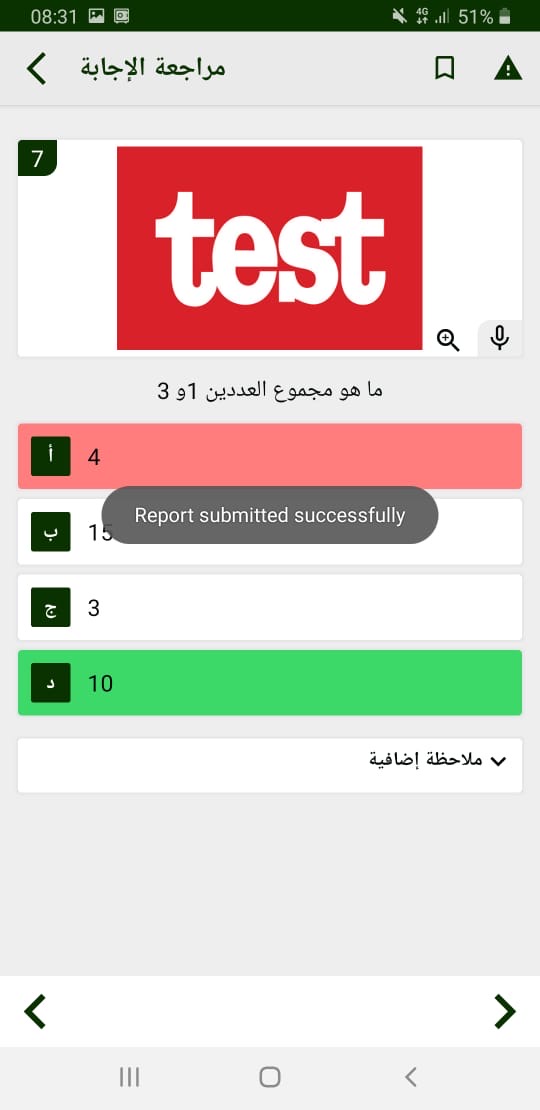 08:31
4G
51%
مراجعة الإجابة
7
test
ما هو مجموع العددين 1و 3
أ
4
Report submitted successfully
ب
15
ج
3
د
10
ملاحظة إضافية